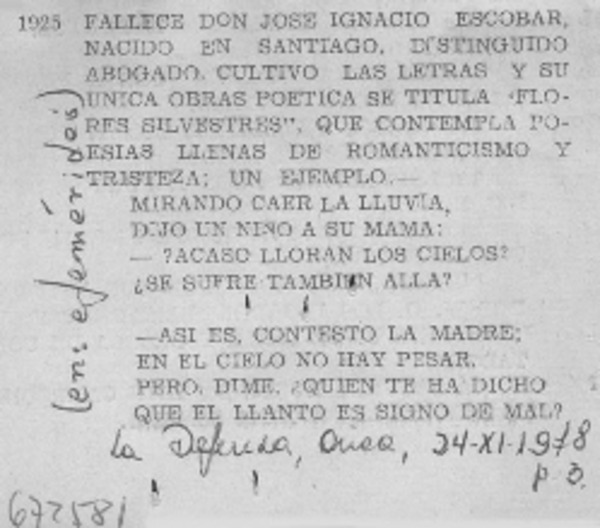 1925 FALLECE DON JOSE IGNACIO ESCOBAR,
NACIDO EN SANTIAGO, DISTINGUIDO
ABOGADO. CULTIVO LAS LETRAS Y SU
UNICA OBRAS POETICA SE TITULA "FLO-
RES SILVESTRES", QUE CONTEMPLA PO-
ESIAS LLENAS DE ROMANTICISMO Y
TRISTEZA; UN EJEMPLO.—
MIRANDO CAER LA LLUVIA,
DIJO UN NIÑO A SU MAMA:
— ?ACASO LLORAN LOS CIELOS?
¿SE SUFRE TAMBIEN ALLA?
—ASI ES, CONTESTO LA MADRE;
EN EL CIELO NO HAY PESAR.
PERO, DIME, ¿QUIEN TE HA DICHO
QUE EL LLANTO ES SIGNO DE MAL?
(en: efemérides)
La Defensa, 24-XI-1978
p 3.
672581